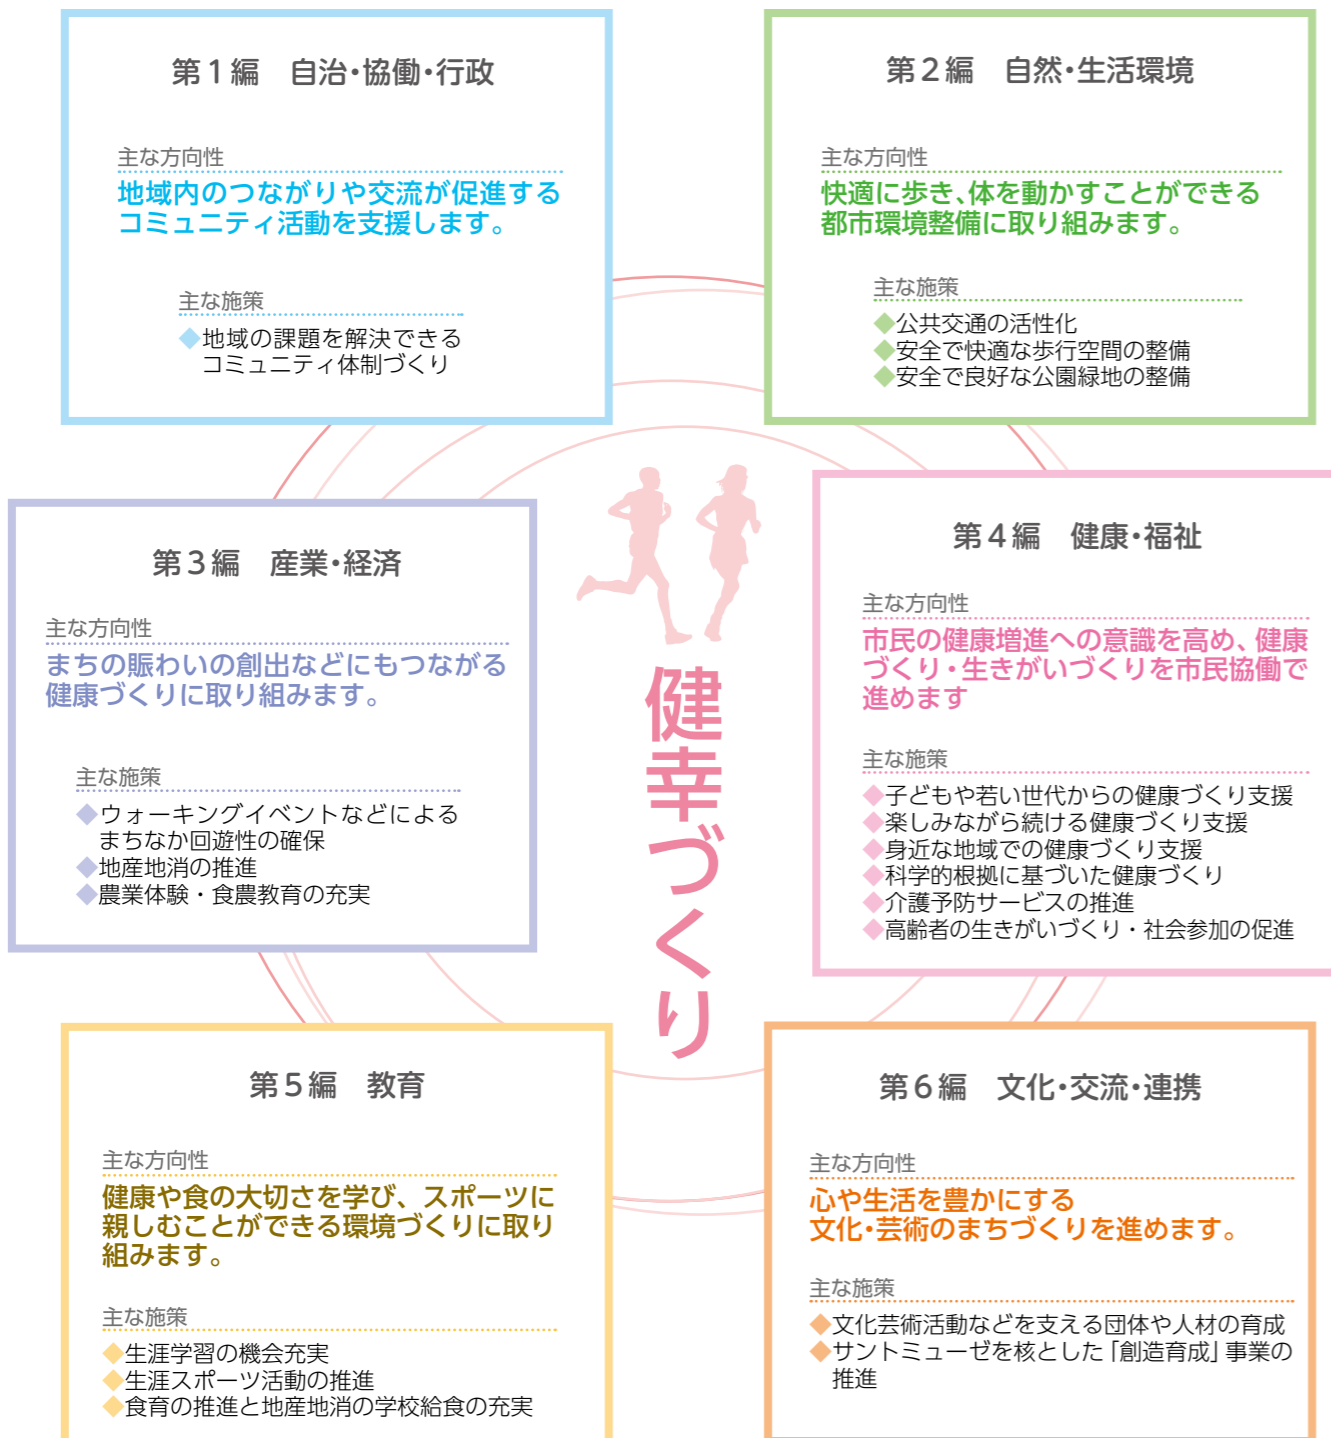 第1編　自治・協働・行政
主な方向性
地域内のつながりや交流が促進する
コミュニティ活動を支援します。
主な施策
◆地域の課題を解決できる
コミュニティ体制づくり
第2編　自然・生活環境
主な方向性
快適に歩き、体を動かすことができる
都市環境整備に取り組みます。
主な施策
◆公共交通の活性化
◆安全で快適な歩行空間の整備
◆安全で良好な公園緑地の整備
第3編　産業・経済
主な方向性
まちの賑わいの創出などにもつながる
健康づくりに取り組みます。
主な施策
◆ウォーキングイベントなどによる
まちなか回遊性の確保
◆地産地消の推進
◆農業体験・食農教育の充実
健幸づくり
第4編　健康・福祉
主な方向性
市民の健康増進への意識を高め、健康
づくり・生きがいづくりを市民協働で
進めます
主な施策
◆子どもや若い世代からの健康づくり支援
◆楽しみながら続ける健康づくり支援
◆身近な地域での健康づくり支援
◆科学的根拠に基づいた健康づくり
◆介護予防サービスの推進
◆高齢者の生きがいづくり・社会参加の促進
第5編　教育
主な方向性
健康や食の大切さを学び、スポーツに
親しむことができる環境づくりに取り
組みます。
主な施策
◆生涯学習の機会充実
◆生涯スポーツ活動の推進
◆食育の推進と地産地消の学校給食の充実
第6編　文化・交流・連携
主な方向性
心や生活を豊かにする
文化・芸術のまちづくりを進めます。
主な施策
◆文化芸術活動などを支える団体や人材の育成
◆サントミューゼを核とした「創造育成」事業の
推進